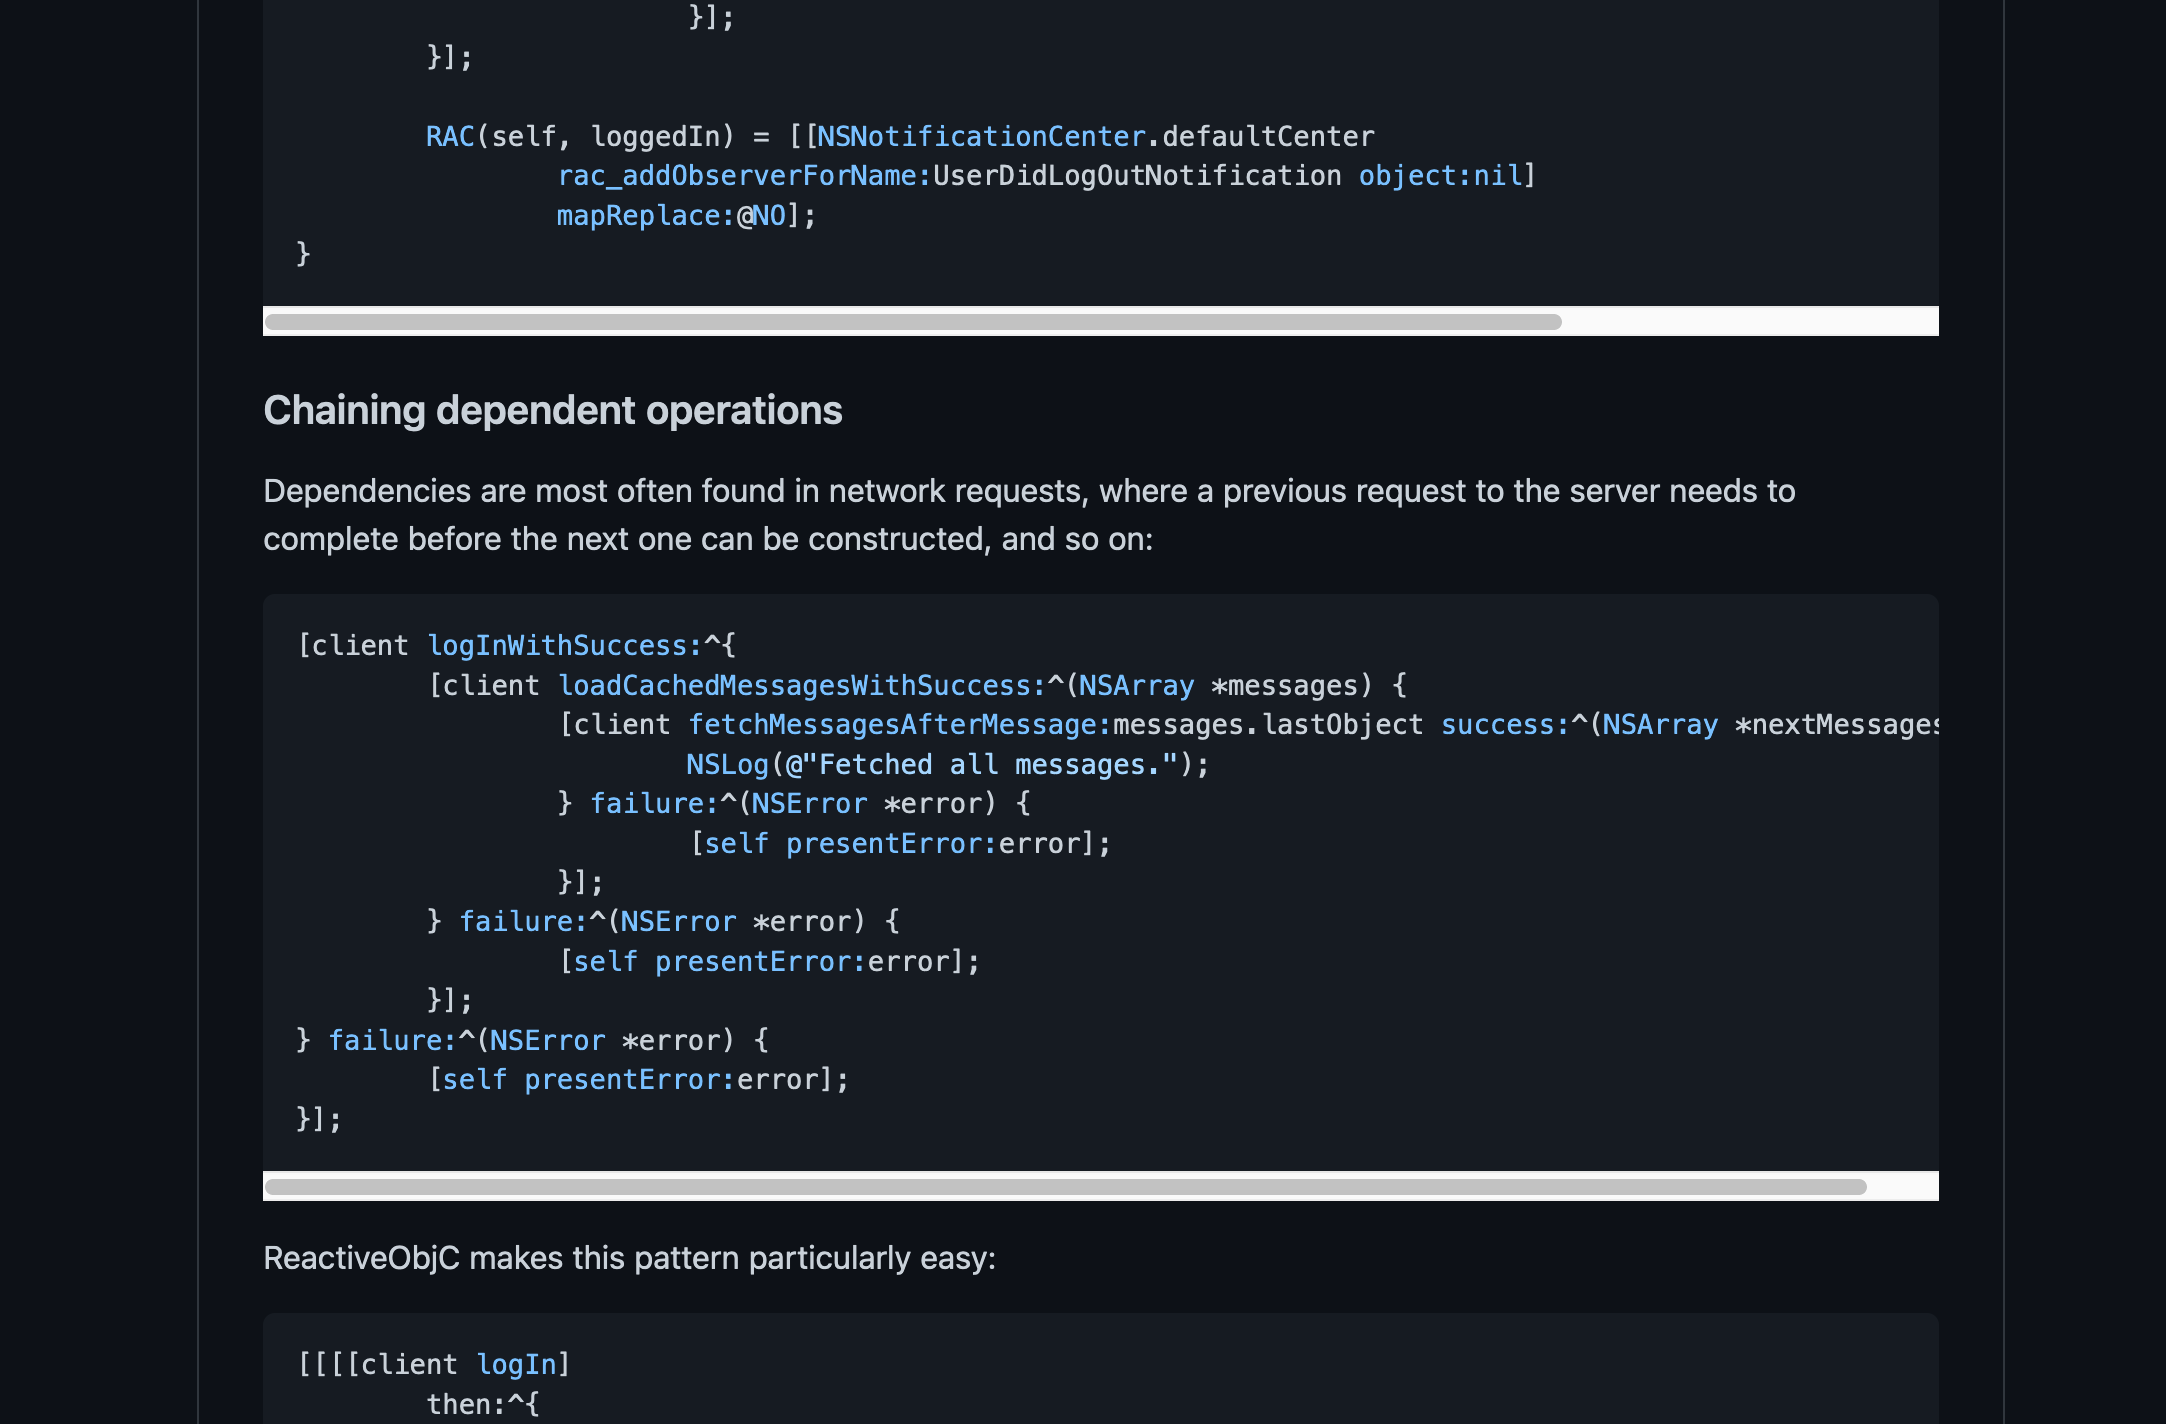 }];
}];
RAC(self, loggedIn) = [[NSNotificationCenter.defaultCenter
rac_addObserverForName:UserDidLogOutNotification object:nil]
mapReplace:@NO];
}
Chaining dependent operations
Dependencies are most often found in network requests, where a previous request to the server needs to
complete before the next one can be constructed, and so on:
[client logInWithSuccess:^{
[client loadCachedMessagesWithSuccess:^(NSArray *messages) {
[client fetchMessagesAfterMessage:messages.lastObject success:^(NSArray *nextMessages
NSLog(@"Fetched all messages.");
} failure:^(NSError *error) {
[self presentError:error];
}];
} failure:^(NSError *error) {
[self presentError:error];
}];
} failure:^(NSError *error) {
[self presentError:error];
}];
ReactiveObjC makes this pattern particularly easy:
[[[[client logIn]
then:^{